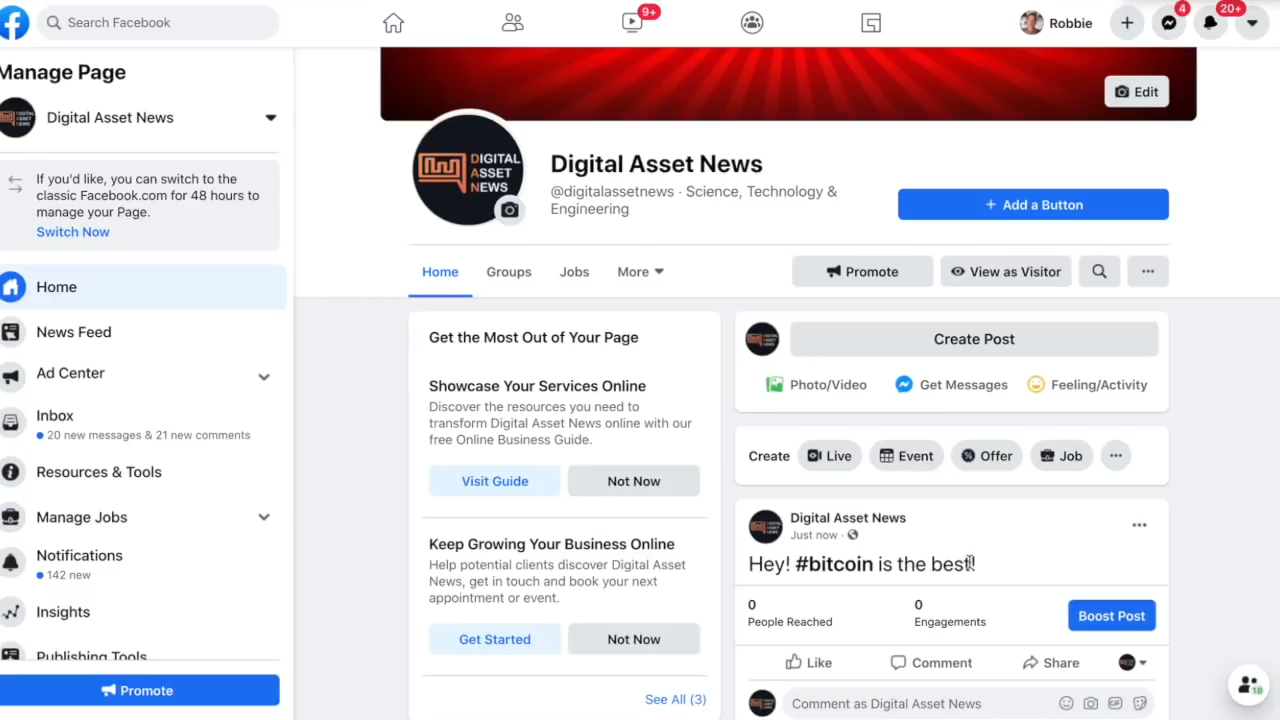 Search Facebook
9+
Robbie
4
20+
Manage Page
Digital Asset News
If you'd like, you can switch to the
classic Facebook.com for 48 hours to
manage your Page.
Switch Now
Home
News Feed
Ad Center
Inbox
20 new messages & 21 new comments
Resources & Tools
Manage Jobs
Notifications
142 new
Insights
Publishing Tools
Promote
Edit
DIGITAL
ASSET
NEWS
Digital Asset News
@digitalassetnews · Science, Technology &
Engineering
+ Add a Button
Home
Groups
Jobs
More
Promote
View as Visitor
Get the Most Out of Your Page
Showcase Your Services Online
Discover the resources you need to
transform Digital Asset News online with our
free Online Business Guide.
Visit Guide
Not Now
Keep Growing Your Business Online
Help potential clients discover Digital Asset
News, get in touch and book your next
appointment or event.
Get Started
Not Now
See All (3)
Create Post
Photo/Video
Get Messages
Feeling/Activity
Create
Live
Event
Offer
Job
Digital Asset News
Just now ·
Hey! #bitcoin is the best!
0
People Reached
0
Engagements
Boost Post
Like
Comment
Share
Comment as Digital Asset News
GIF
18